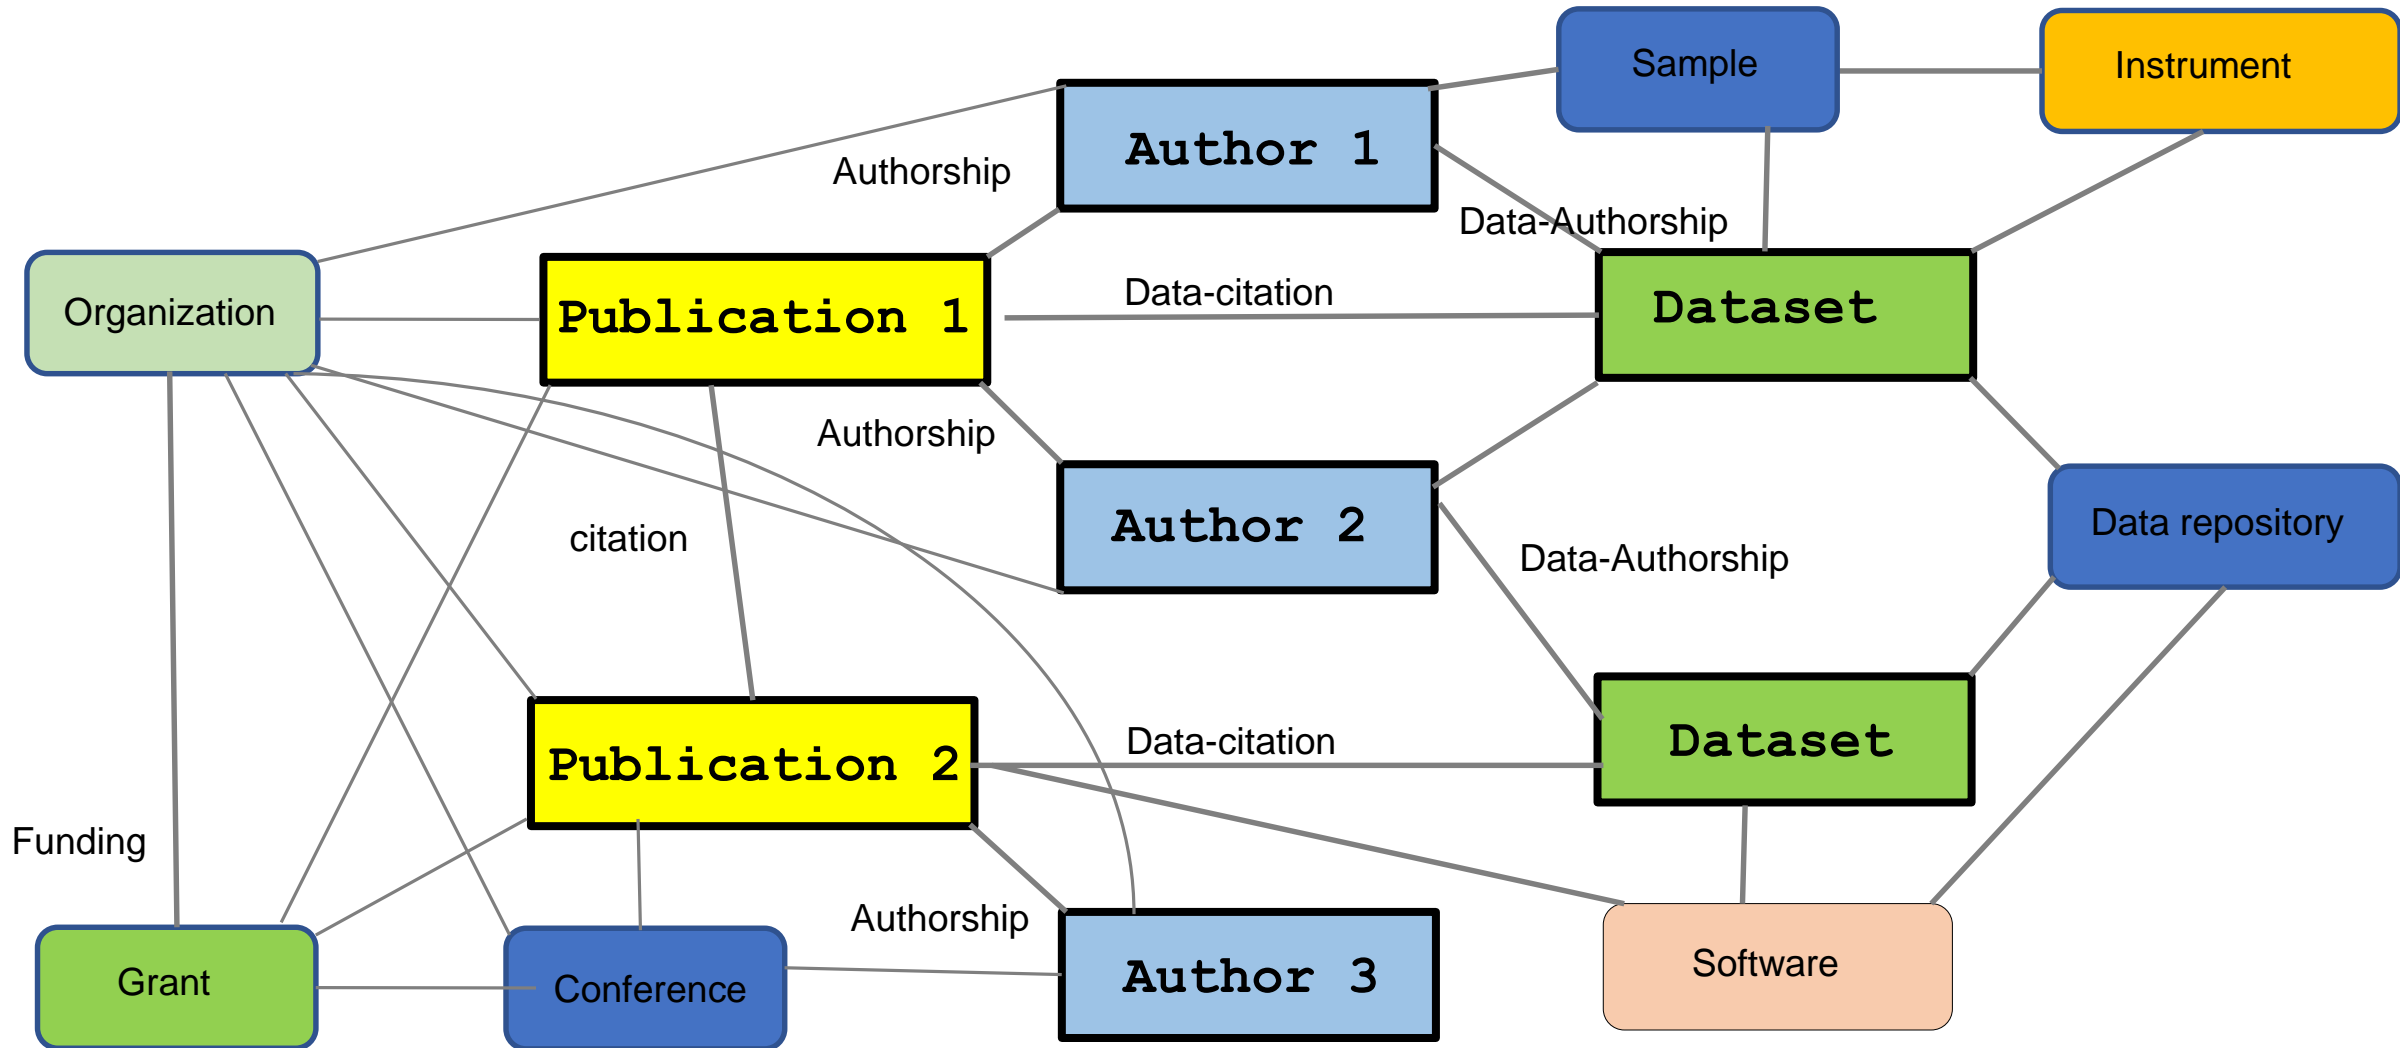 Sample
Instrument
Author 1
Authorship
Data-Authorship
Organization
Publication 1
Data-citation
Dataset
Authorship
Author 2
citation
Data repository
Data-Authorship
Publication 2
Data-citation
Dataset
Funding
Authorship
Grant
Conference
Author 3
Software